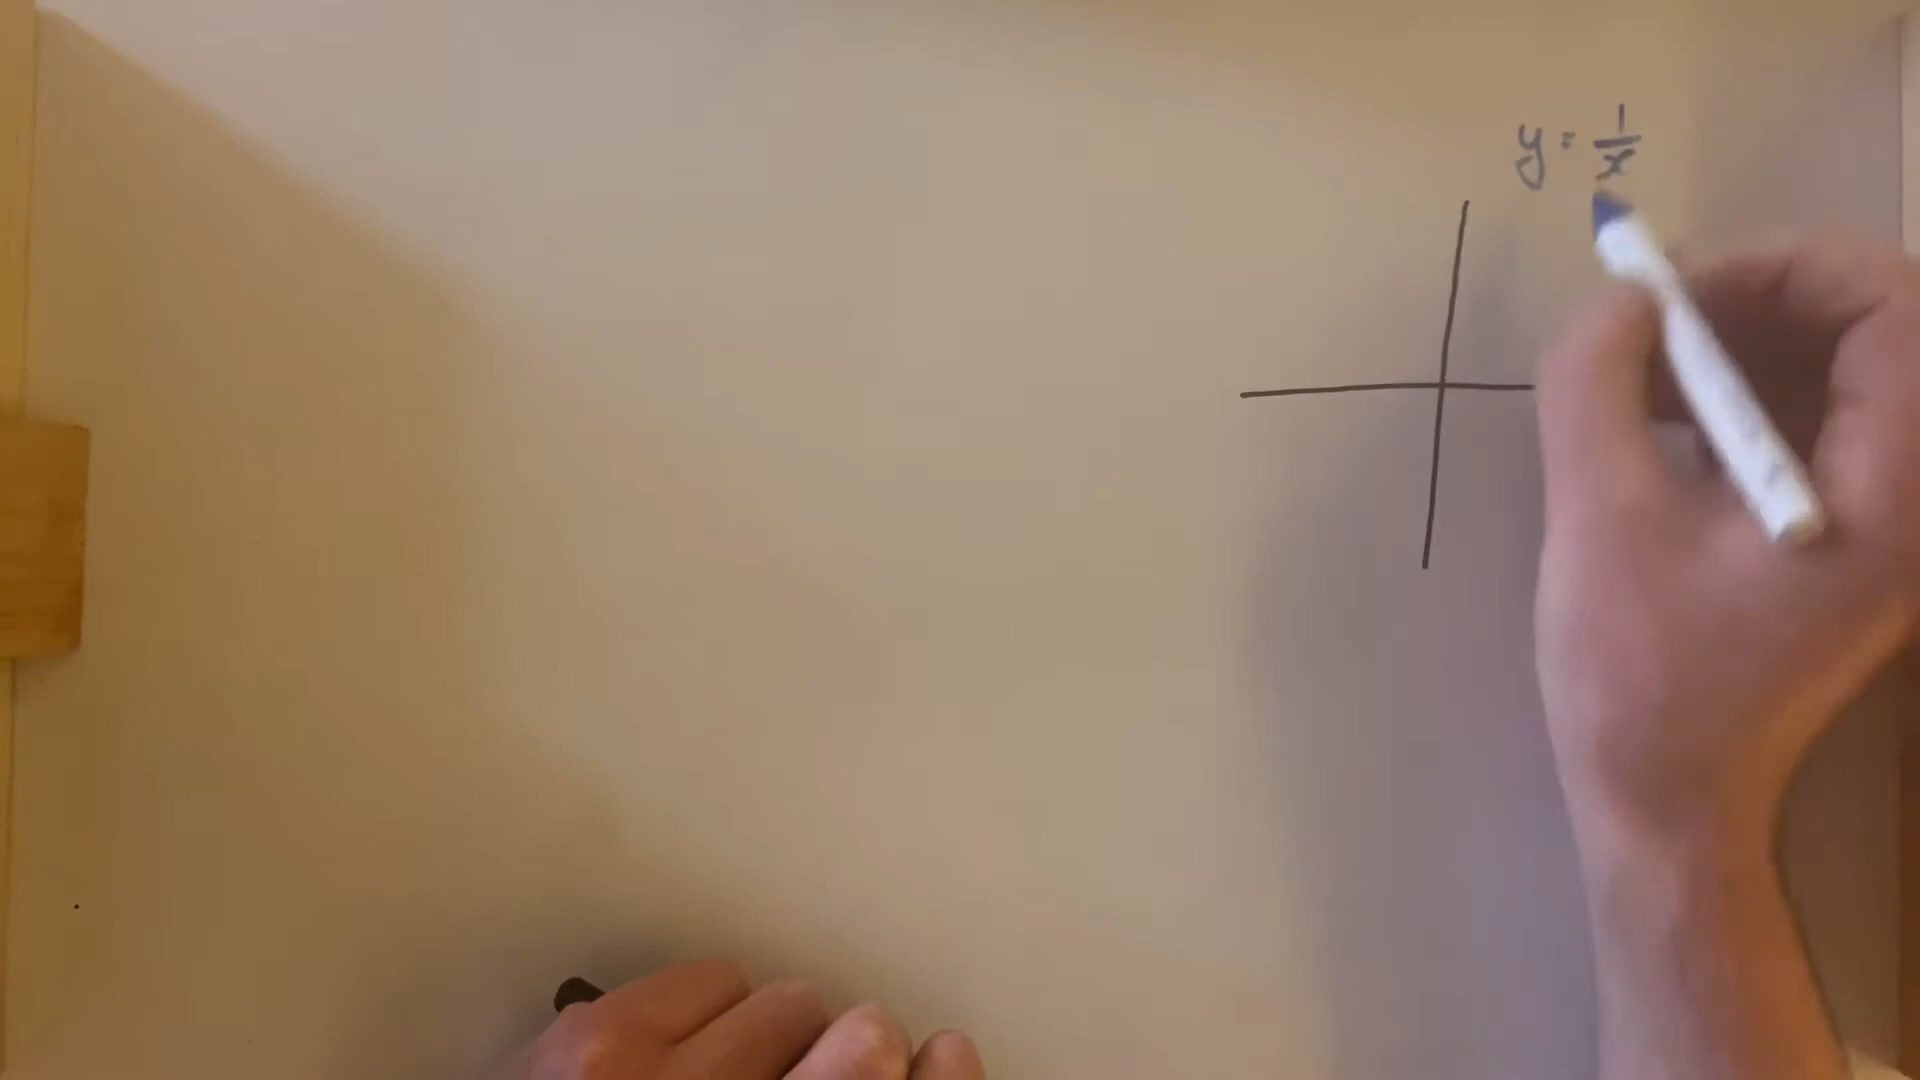 y = 1/x